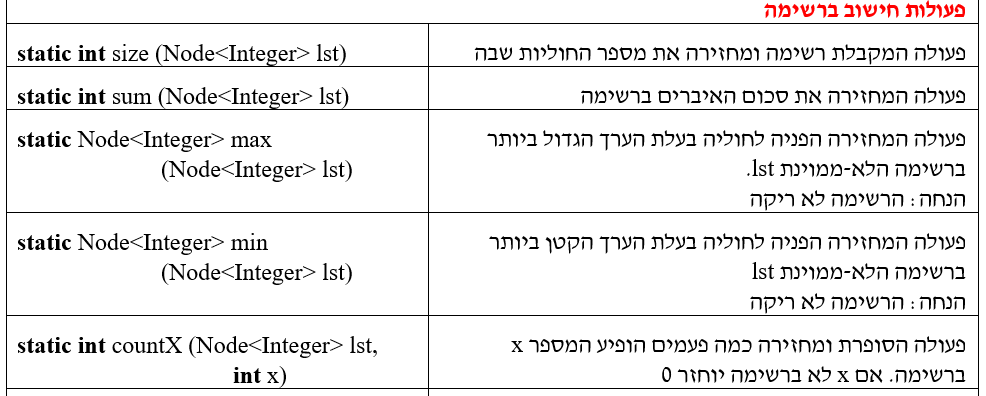 פעולות חישוב ברשימה
פעולה המקבלת רשימה ומחזירה את מספר החוליות שבה
static int size (Node<Integer> lst)
פעולה המחזירה את סכום האיברים ברשימה
static int sum (Node<Integer> lst)
פעולה המחזירה הפניה לחוליה בעלת הערך הגדול ביותר
ברשימה הלא-ממוינת lst.
הנחה: הרשימה לא ריקה
static Node<Integer> max
(Node<Integer> lst)
פעולה המחזירה הפניה לחוליה בעלת הערך הקטן ביותר
ברשימה הלא-ממוינת lst
הנחה: הרשימה לא ריקה
static Node<Integer> min
(Node<Integer> lst)
פעולה הסופרת ומחזירה כמה פעמים הופיע המספר x
ברשימה. אם x לא ברשימה יוחזר 0
static int countX (Node<Integer> lst,
int x)